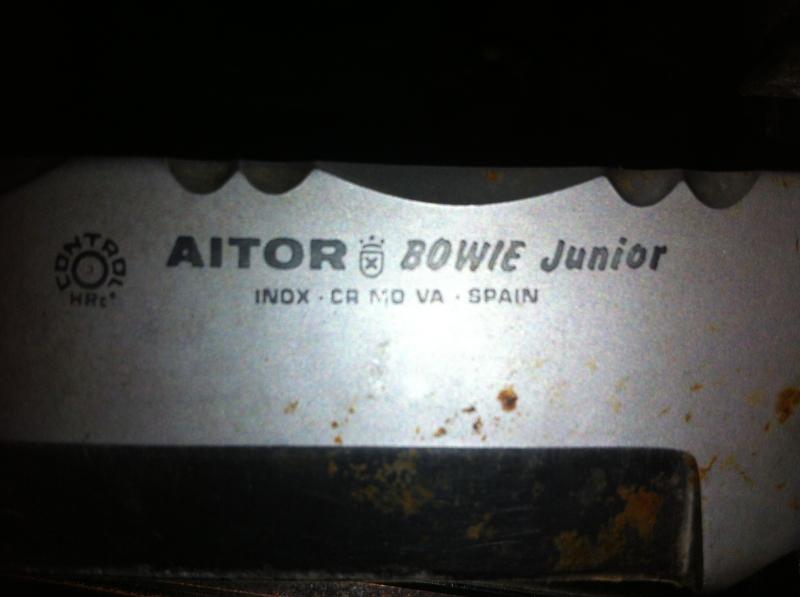 CONTROL
HRc°
AITOR BOWIE Junior
INOX · CR MO VA · SPAIN